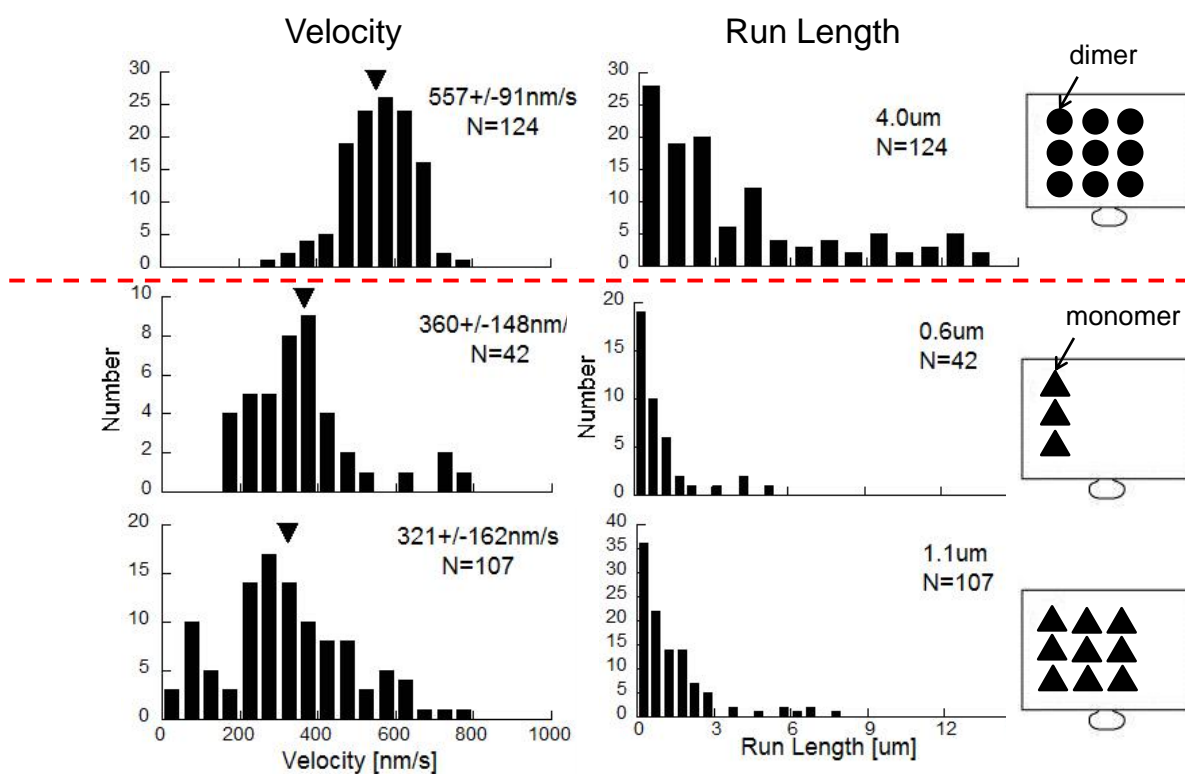 Velocity
Run Length
dimer
30
25
20
15
10
5
0
557+/-91nm/s
N=124
30
25
20
15
10
5
0
4.0um
N=124
monomer
Number
10
8
6
4
2
0
360+/-148nm/
N=42
Number
20
15
10
5
0
0.6um
N=42
20
15
10
5
0
321+/-162nm/s
N=107
0 200 400 600 800 1000
Velocity [nm/s]
40
35
30
25
20
15
10
5
0
1.1um
N=107
0 3 6 9 12
Run Length [um]